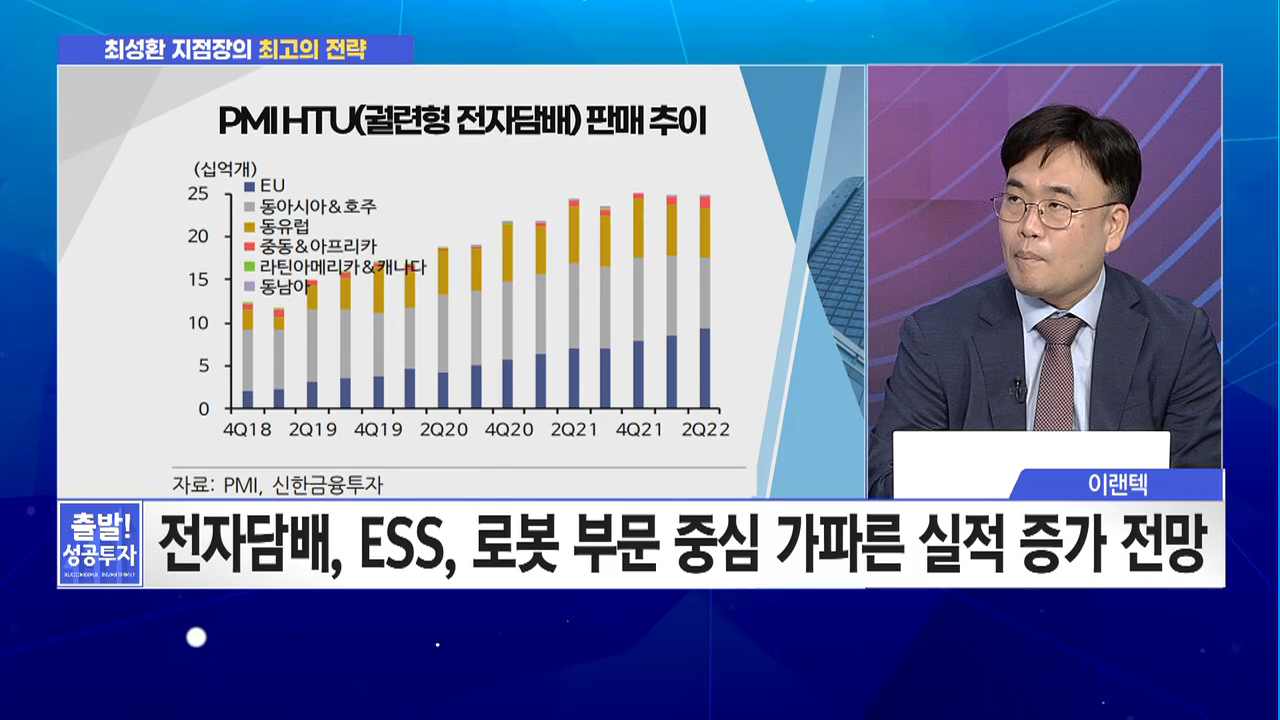 최성환 지점장의 최고의 전략
PMI HTU(궐련형 전자담배) 판매 추이
(십억개)
25
20
15
10
5
0
EU
동아시아&호주
동유럽
중동&아프리카
라틴아메리카&캐나다
동남아
4Q18 2Q19 4Q19 2Q20 4Q20 2Q21 4Q21 2Q22
자료: PMI, 신한금융투자
이랜텍
출발!
성공투자
SUCCESSFUL INVESTMENT
전자담배, ESS, 로봇 부문 중심 가파른 실적 증가 전망